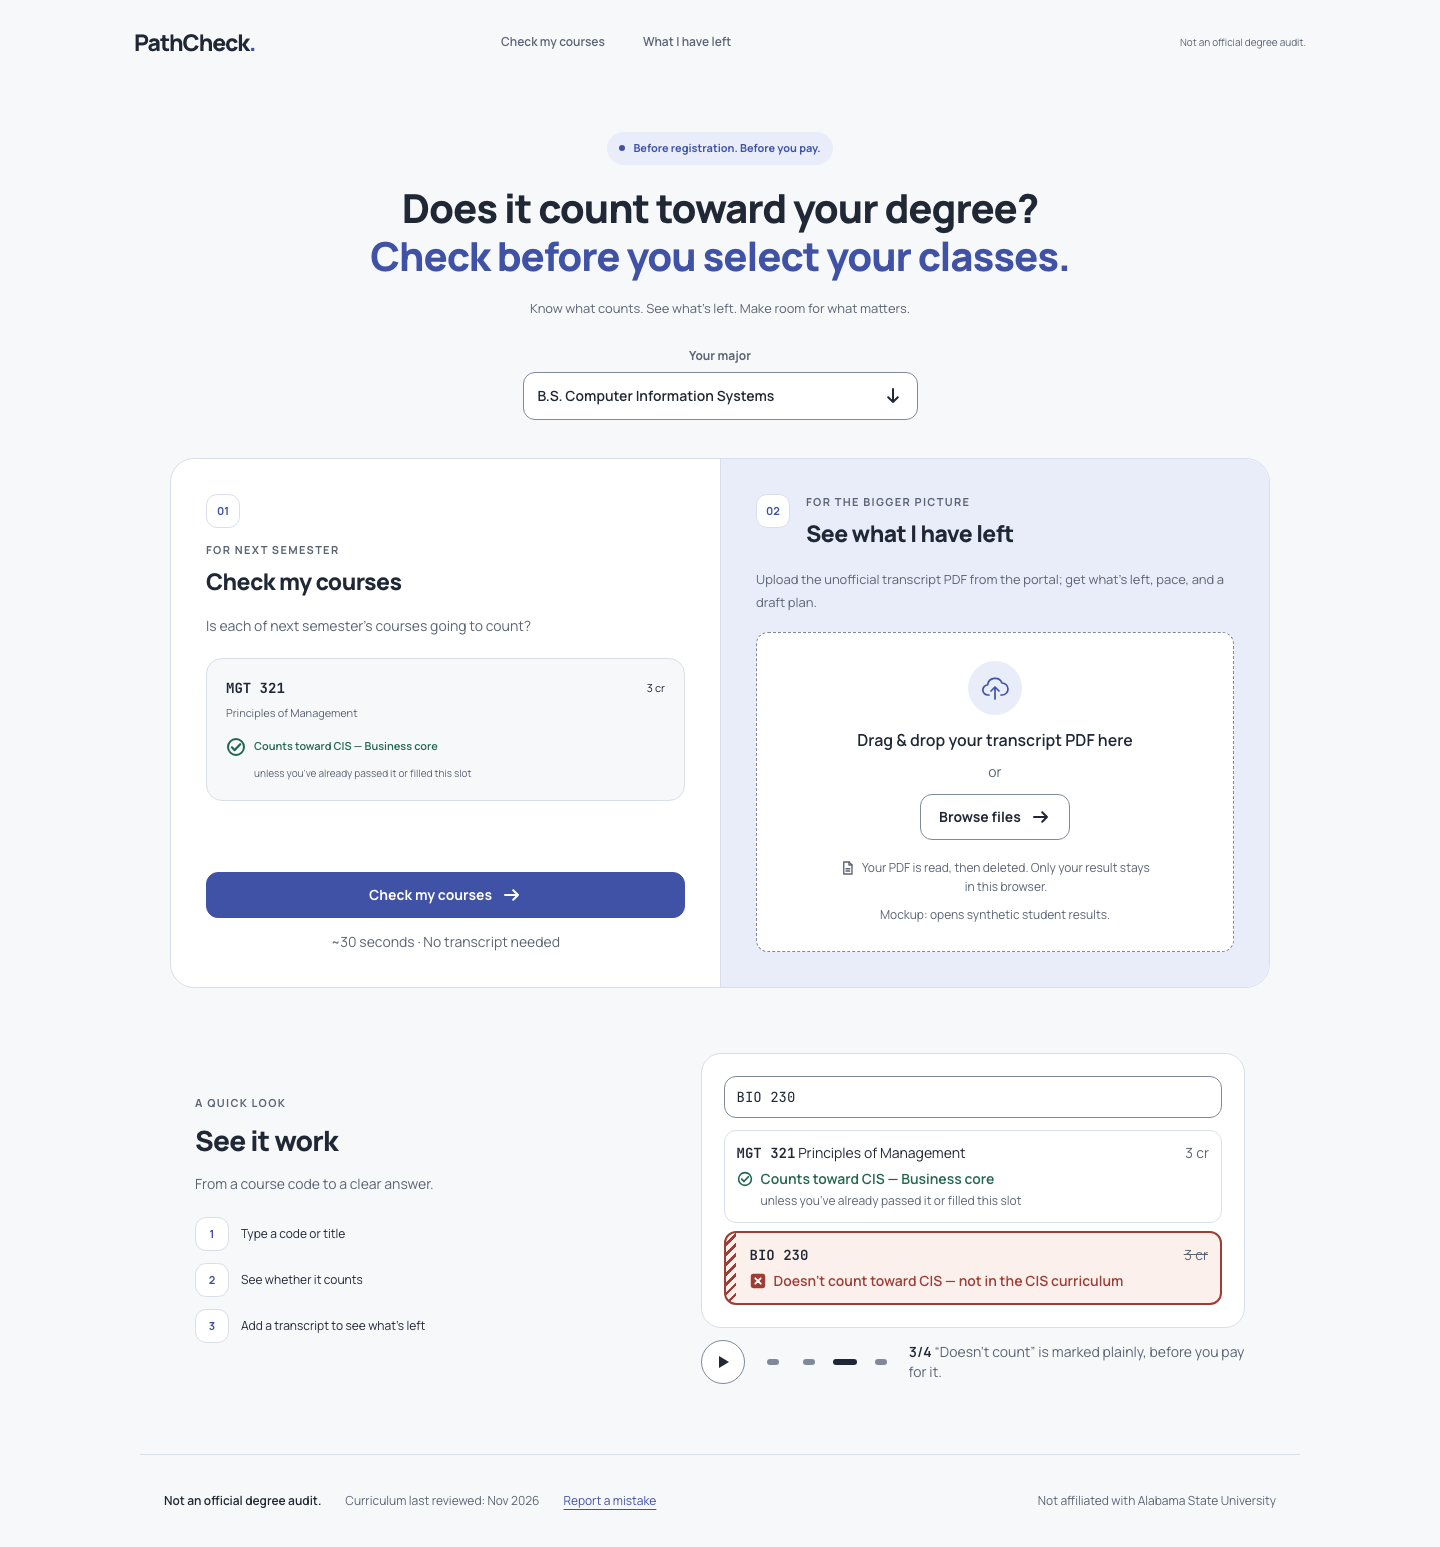 PathCheck.
Check my courses
What I have left
Not an official degree audit.
Before registration. Before you pay.
Does it count toward your degree?
Check before you select your classes.
Know what counts. See what's left. Make room for what matters.
Your major
B.S. Computer Information Systems
01
FOR NEXT SEMESTER
Check my courses
Is each of next semester's courses going to count?
MGT 321
3 cr
Principles of Management
Counts toward CIS — Business core
unless you've already passed it or filled this slot
Check my courses
~30 seconds · No transcript needed
02
FOR THE BIGGER PICTURE
See what I have left
Upload the unofficial transcript PDF from the portal; get what's left, pace, and a
draft plan.
Drag & drop your transcript PDF here
or
Browse files
Your PDF is read, then deleted. Only your result stays
in this browser.
Mockup: opens synthetic student results.
A QUICK LOOK
See it work
From a course code to a clear answer.
1
Type a code or title
2
See whether it counts
3
Add a transcript to see what's left
BIO 230
MGT 321 Principles of Management
3 cr
Counts toward CIS — Business core
unless you've already passed it or filled this slot
BIO 230
3 cr
Doesn't count toward CIS — not in the CIS curriculum
3/4 “Doesn't count” is marked plainly, before you pay
for it.
Not an official degree audit.
Curriculum last reviewed: Nov 2026
Report a mistake
Not affiliated with Alabama State University